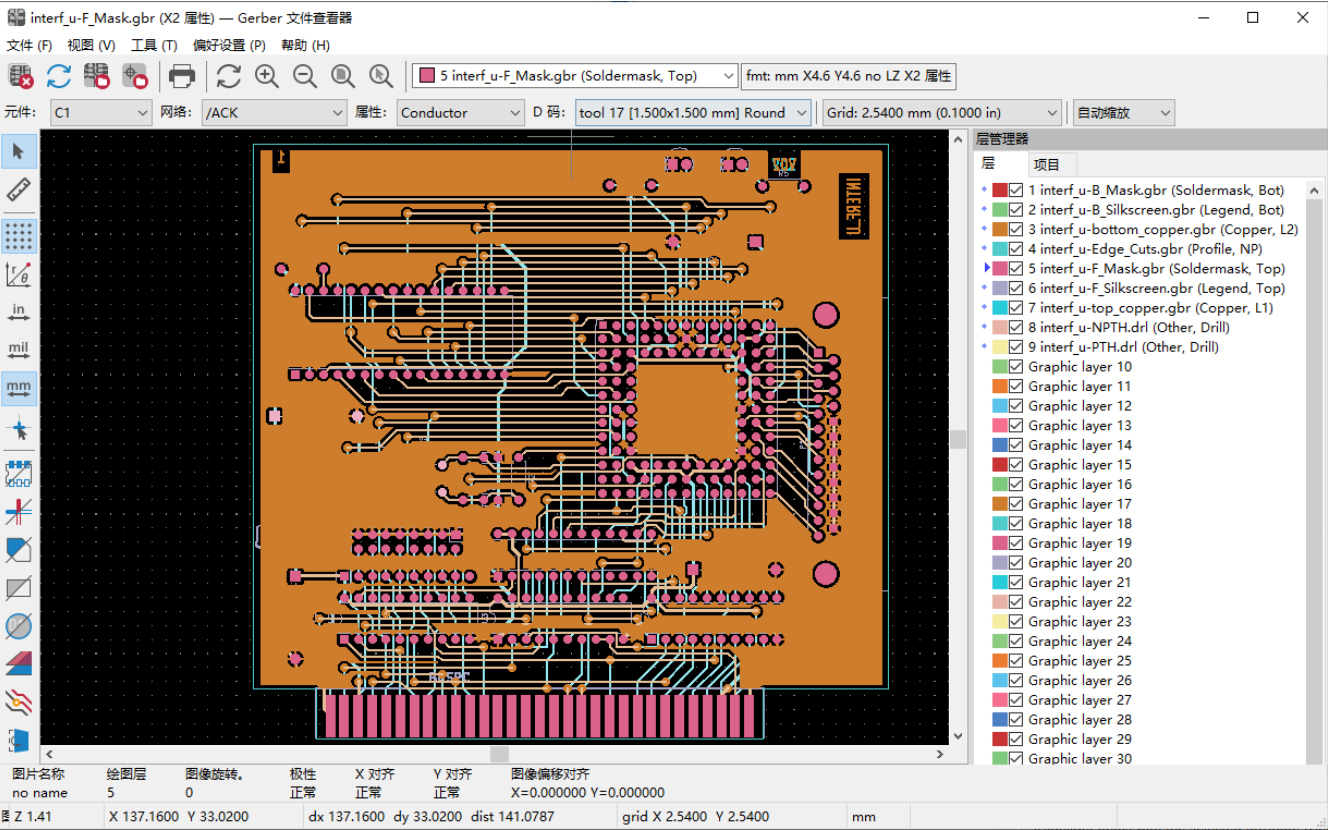 interf_u-F_Mask.gbr (X2 属性) — Gerber 文件查看器
文件 (F) 视图 (V) 工具 (T) 偏好设置 (P) 帮助 (H)
5 interf_u-F_Mask.gbr (Soldermask, Top) fmt: mm X4.6 Y4.6 no LZ X2 属性
元件: C1 网络: /ACK 属性: Conductor D 码: tool 17 [1.500x1.500 mm] Round Grid: 2.5400 mm (0.1000 in) 自动缩放
层管理器
层 项目
in
mil
mm
1 interf_u-B_Mask.gbr (Soldermask, Bot)
2 interf_u-B_Silkscreen.gbr (Legend, Bot)
3 interf_u-bottom_copper.gbr (Copper, L2)
4 interf_u-Edge_Cuts.gbr (Profile, NP)
5 interf_u-F_Mask.gbr (Soldermask, Top)
6 interf_u-F_Silkscreen.gbr (Legend, Top)
7 interf_u-top_copper.gbr (Copper, L1)
8 interf_u-NPTH.drl (Other, Drill)
9 interf_u-PTH.drl (Other, Drill)
Graphic layer 10
Graphic layer 11
Graphic layer 12
Graphic layer 13
Graphic layer 14
Graphic layer 15
Graphic layer 16
Graphic layer 17
Graphic layer 18
Graphic layer 19
Graphic layer 20
Graphic layer 21
Graphic layer 22
Graphic layer 23
Graphic layer 24
Graphic layer 25
Graphic layer 26
Graphic layer 27
Graphic layer 28
Graphic layer 29
Graphic layer 30
图片名称 绘图层 图像旋转。 极性 X 对齐 Y 对齐 图像偏移对齐
no name 5 0 正常 正常 正常 X=0.000000 Y=0.000000
Z 1.41 X 137.1600 Y 33.0200 dx 137.1600 dy 33.0200 dist 141.0787 grid X 2.5400 Y 2.5400 mm